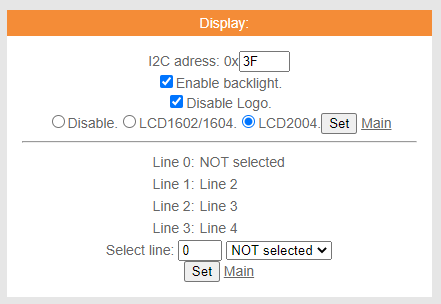 Display:
I2C adress: 0x 3F
Enable backlight.
Disable Logo.
Disable. LCD1602/1604. LCD2004. Set Main
Line 0: NOT selected
Line 1: Line 2
Line 2: Line 3
Line 3: Line 4
Select line: 0 NOT selected
Set Main